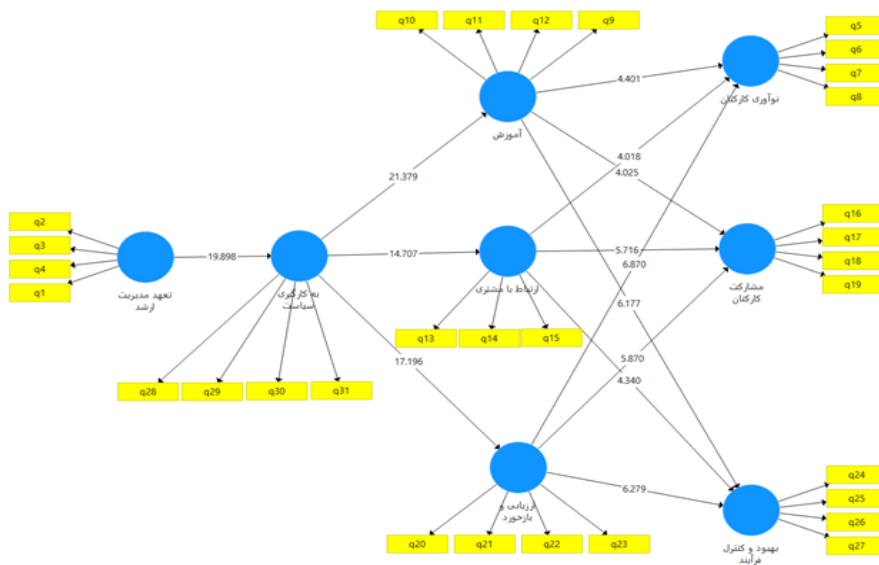 q10
q11
q12
q9
q5
q6
q7
q8
4.401
نوآوری کارکنان
آموزش
4.018
4.025
21.379
q2
q3
q4
q1
19.898
14.707
5.716
6.870
q16
q17
q18
q19
تعهد مدیریت
ارشد
به کارگیری
سیاست
ارتباط با مشتری
مشارکت
کارکنان
6.177
q13
q14
q15
17.196
5.870
4.340
q28
q29
q30
q31
6.279
ارزیابی و
بازخورد
q24
q25
q26
q27
q20
q21
q22
q23
بهبود و کنترل
فرآیند